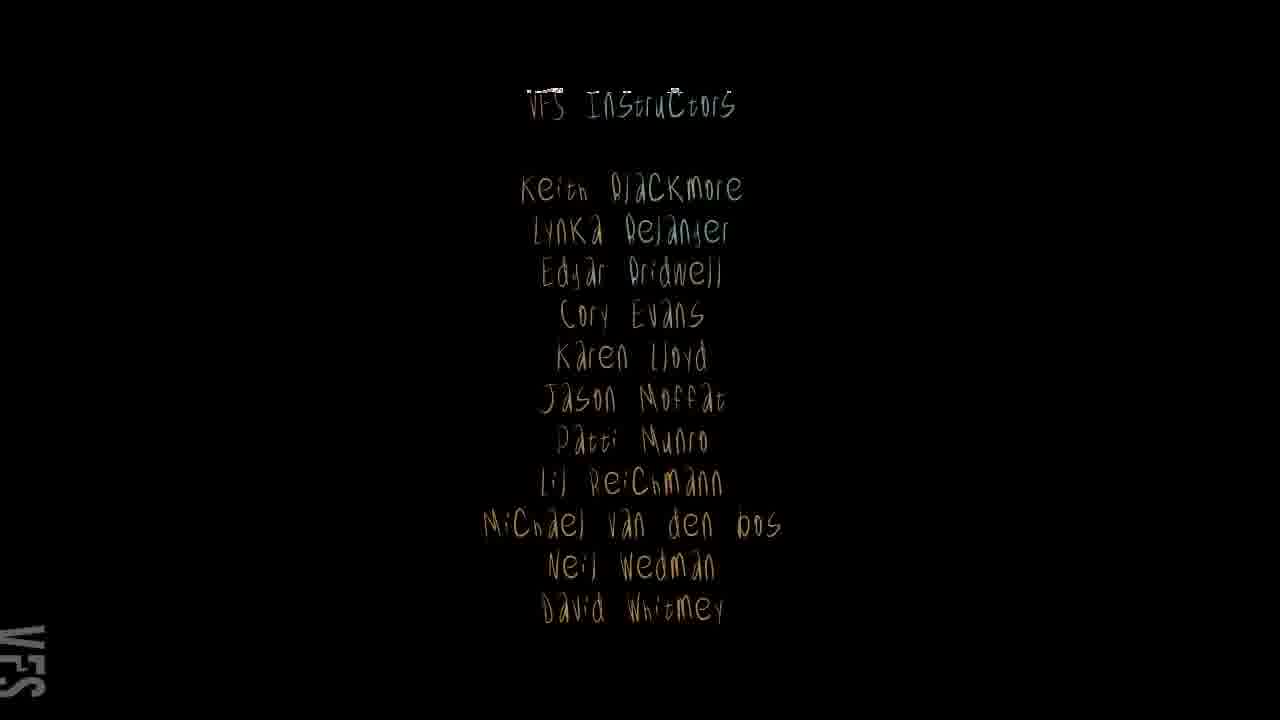 VFS Instructors
Keith Blackmore
Lynka Belanger
Edgar Bridwell
Cory Evans
Karen Lloyd
Jason Moffat
Patti Munro
Lil Reichmann
Michael van den bos
Neil Wedman
David Whitmey
VFS